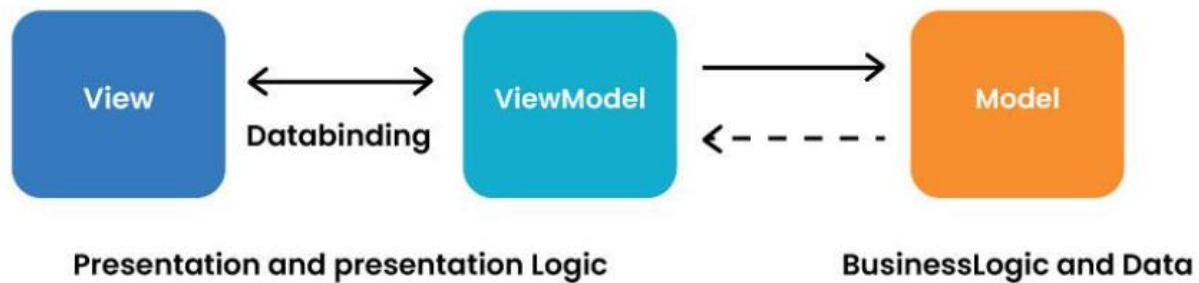 View
ViewModel
Model
Databinding
Presentation and presentation Logic
BusinessLogic and Data